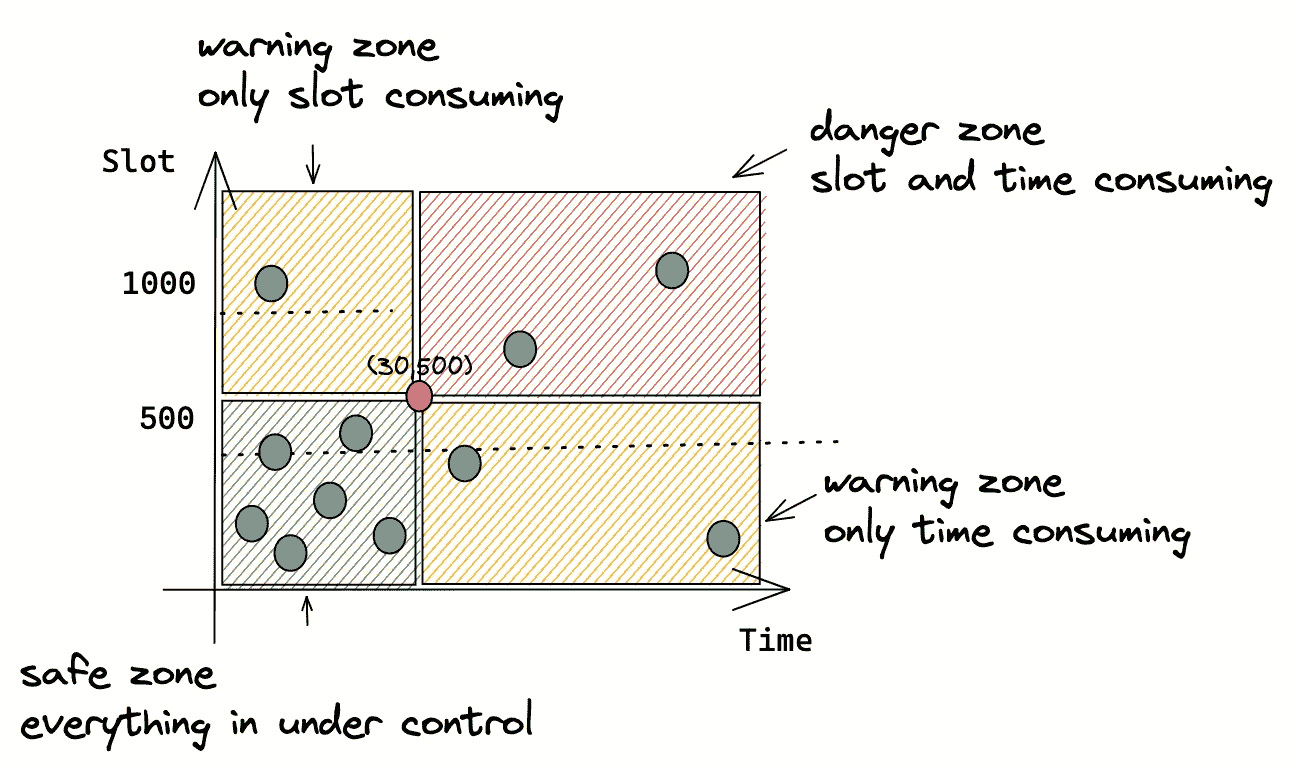 warning zone
only slot consuming
danger zone
slot and time consuming
Slot
1000
(30,500)
500
warning zone
only time consuming
Time
safe zone
everything in under control